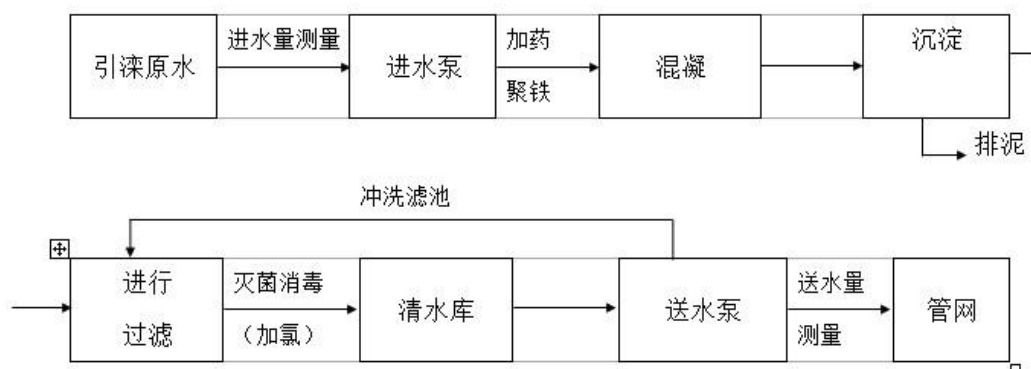 引滦原水
进水量测量
进水泵
加药
聚铁
混凝
沉淀
排泥
冲洗滤池
进行
过滤
灭菌消毒
（加氯）
清水库
送水泵
送水量
测量
管网